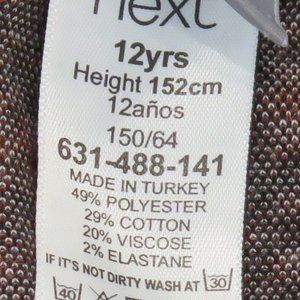 next
12yrs
Height 152cm
12años
150/64
631-488-141
MADE IN TURKEY
49% POLYESTER
29% COTTON
20% VISCOSE
2% ELASTANE
IF IT'S NOT DIRTY WASH AT 30
40